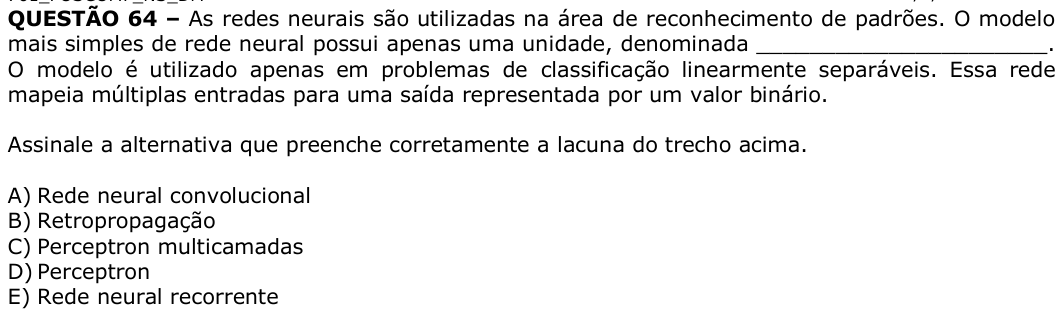 QUESTÃO 64 – As redes neurais são utilizadas na área de reconhecimento de padrões. O modelo
mais simples de rede neural possui apenas uma unidade, denominada ___________________________.
O modelo é utilizado apenas em problemas de classificação linearmente separáveis. Essa rede
mapeia múltiplas entradas para uma saída representada por um valor binário.
Assinale a alternativa que preenche corretamente a lacuna do trecho acima.
A) Rede neural convolucional
B) Retropropagação
C) Perceptron multicamadas
D) Perceptron
E) Rede neural recorrente